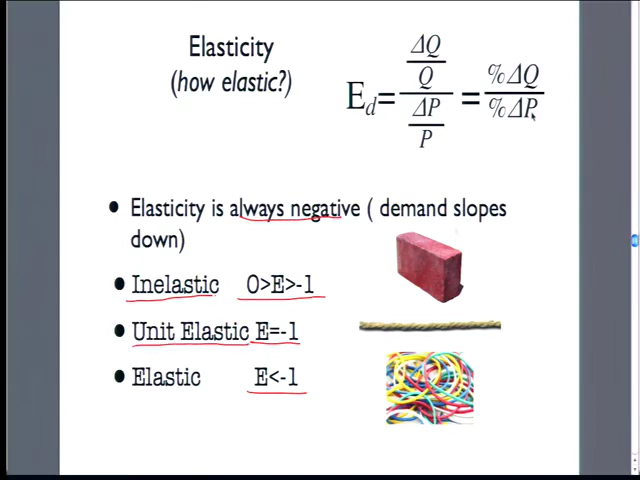 Elasticity
(how elastic?)
E_d = (ΔQ/Q)/(ΔP/P) = %ΔQ/%ΔP
• Elasticity is always negative ( demand slopes
down)
• Inelastic 0>E>-1
• Unit Elastic E=-1
• Elastic E<-1